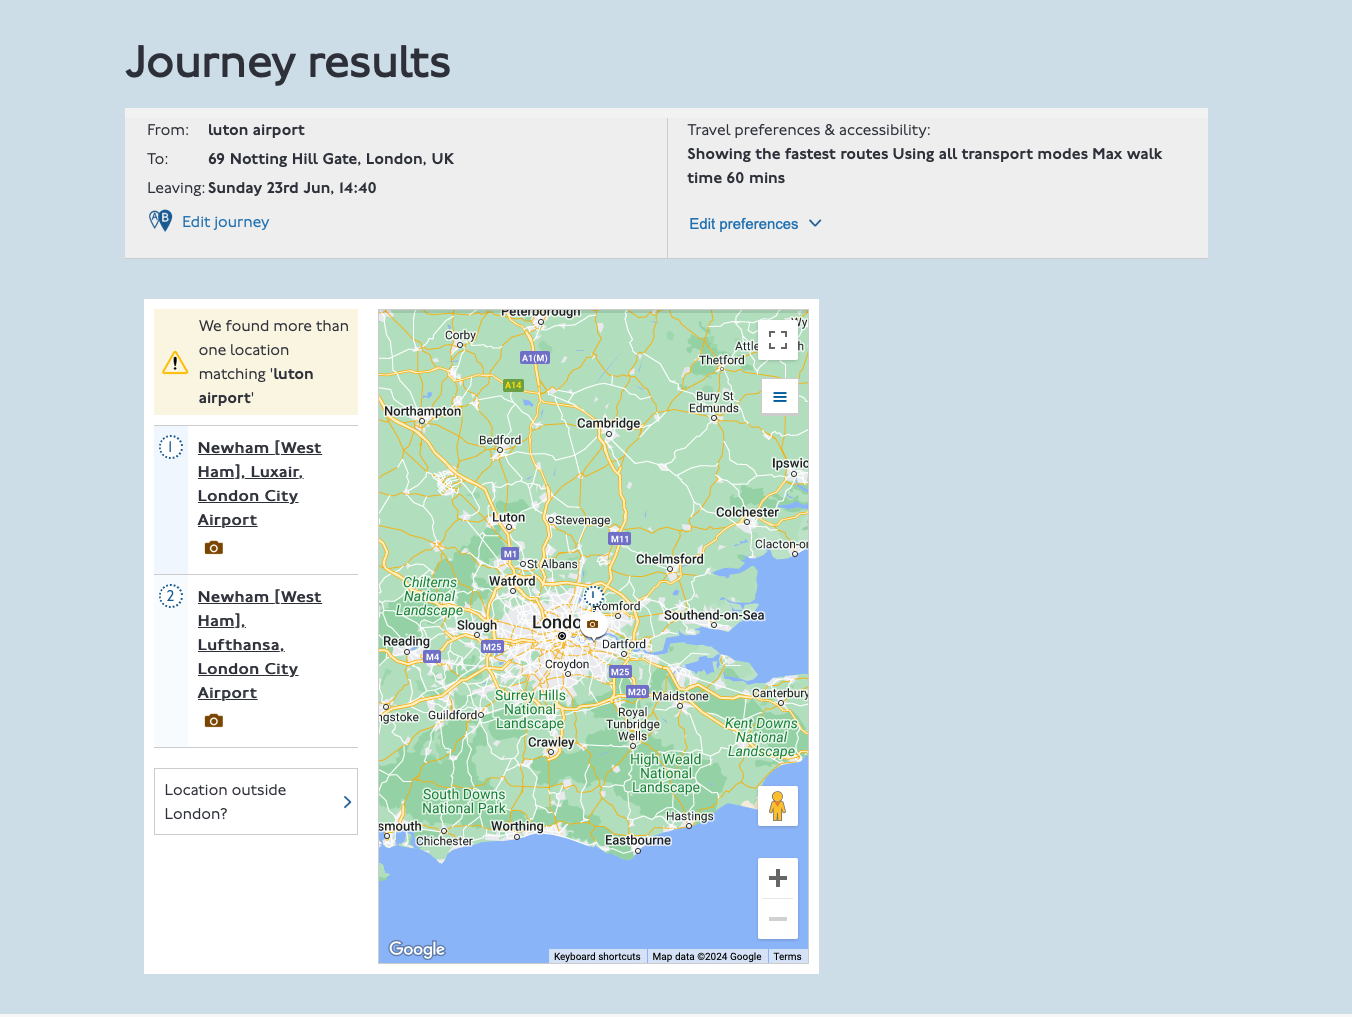 Journey results
From: luton airport
To: 69 Notting Hill Gate, London, UK
Leaving: Sunday 23rd Jun, 14:40
AB Edit journey
Travel preferences & accessibility:
Showing the fastest routes Using all transport modes Max walk
time 60 mins
Edit preferences
We found more than
one location
matching 'luton
airport'
1
Newham [West
Ham], Luxair,
London City
Airport
2
Newham [West
Ham],
Lufthansa,
London City
Airport
Location outside
London?
Peterborough
Corby
A1(M)
Thetford
A14
Bury St
Edmunds
Northampton
Cambridge
Bedford
Ipswic
Colchester
Luton
Stevenage
M11
Clacton-o
M1
Chelmsford
St Albans
Watford
Chilterns
National
Landscape
1
Romford
Southend-on-Sea
Slough
Londo
Reading
M25
M4
Dartford
Croydon
M25
M20
Maidstone
Canterbury
Surrey Hills
National
Landscape
ngstoke
Guildford
Royal
Tunbridge
Wells
Kent Downs
National
Landscape
Crawley
High Weald
National
Landscape
South Downs
National Park
Hastings
smouth
Worthing
Chichester
Eastbourne
Google
Keyboard shortcuts
Map data ©2024 Google
Terms